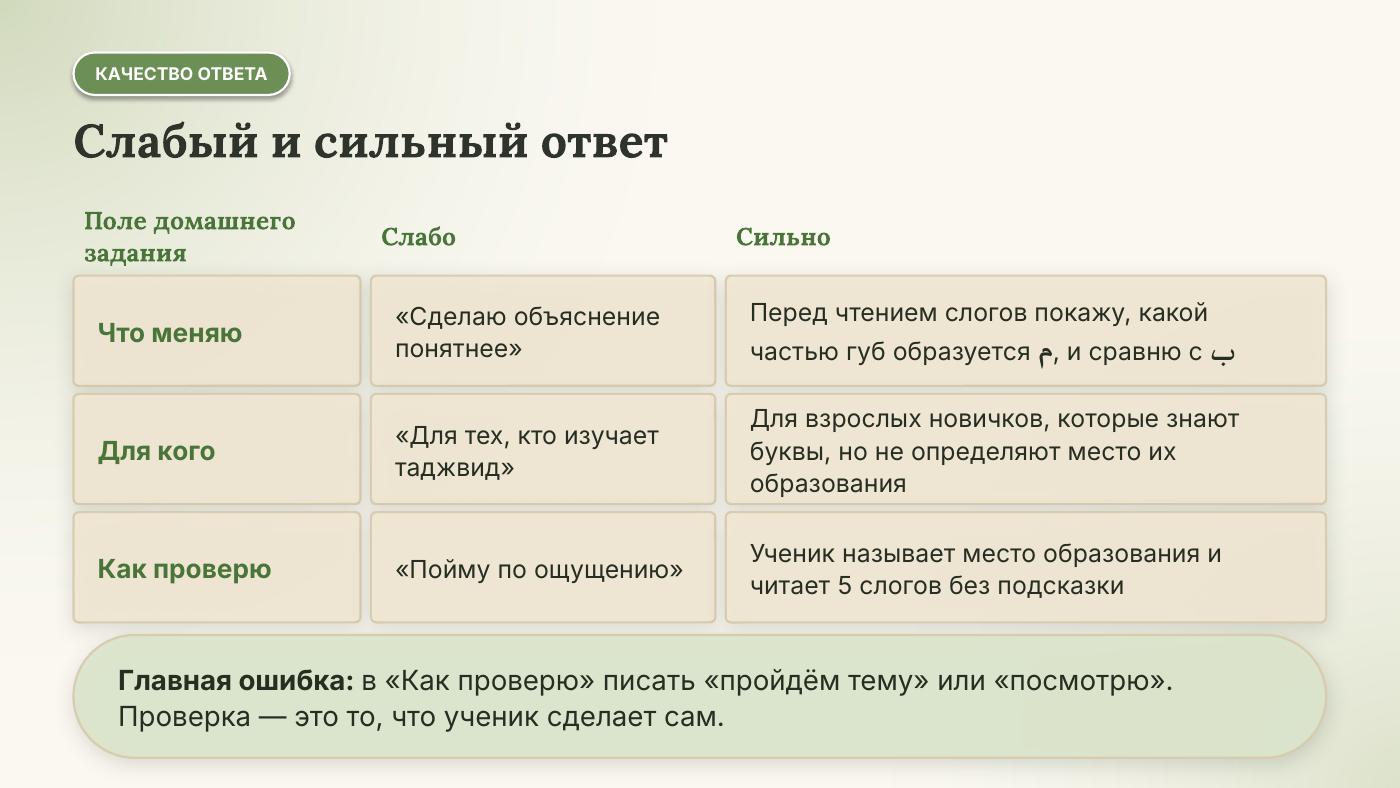 КАЧЕСТВО ОТВЕТА
Слабый и сильный ответ
Поле домашнего
задания
Слабо
Сильно
Что меняю
«Сделаю объяснение
понятнее»
Перед чтением слогов покажу, какой
частью губ образуется م, и сравню с ب
Для кого
«Для тех, кто изучает
таджвид»
Для взрослых новичков, которые знают
буквы, но не определяют место их
образования
Как проверю
«Пойму по ощущению»
Ученик называет место образования и
читает 5 слогов без подсказки
Главная ошибка: в «Как проверю» писать «пройдём тему» или «посмотрю».
Проверка — это то, что ученик сделает сам.